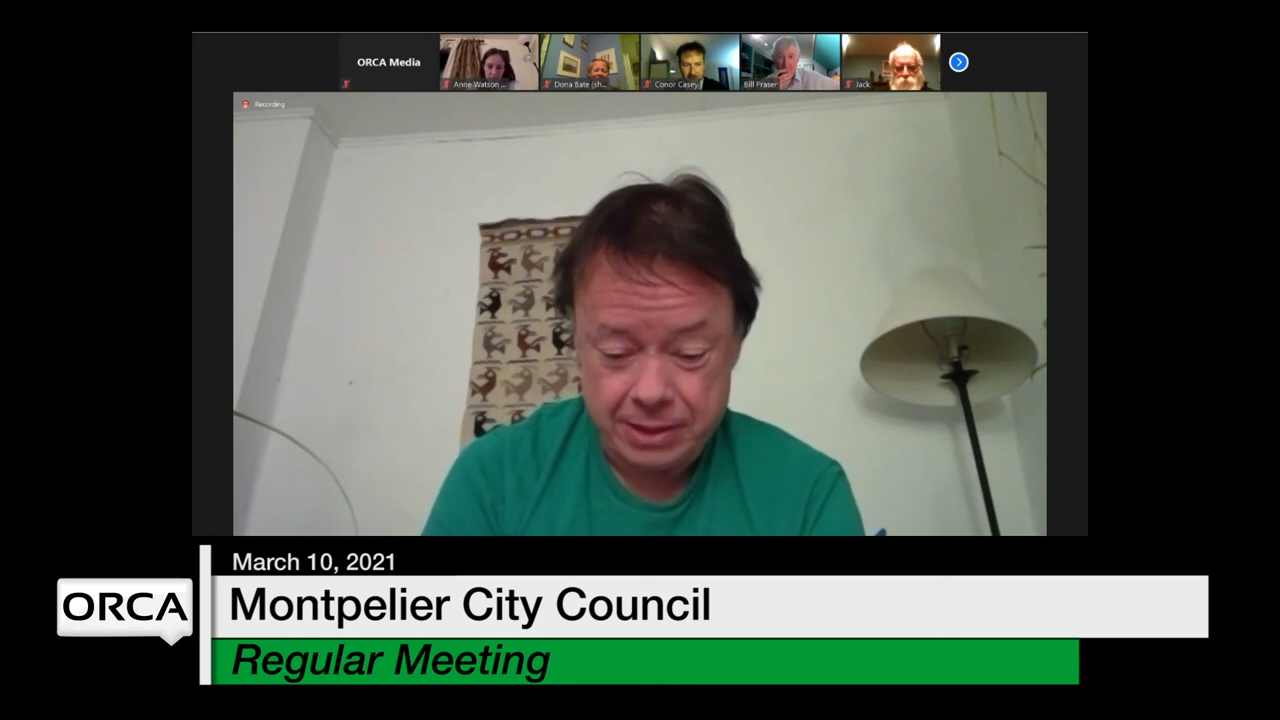 ORCA Media
Anne Watson ...
Dona Bate (sh...
Conor Casey
Bill Fraser
Jack
Recording
March 10, 2021
ORCA
Montpelier City Council
Regular Meeting